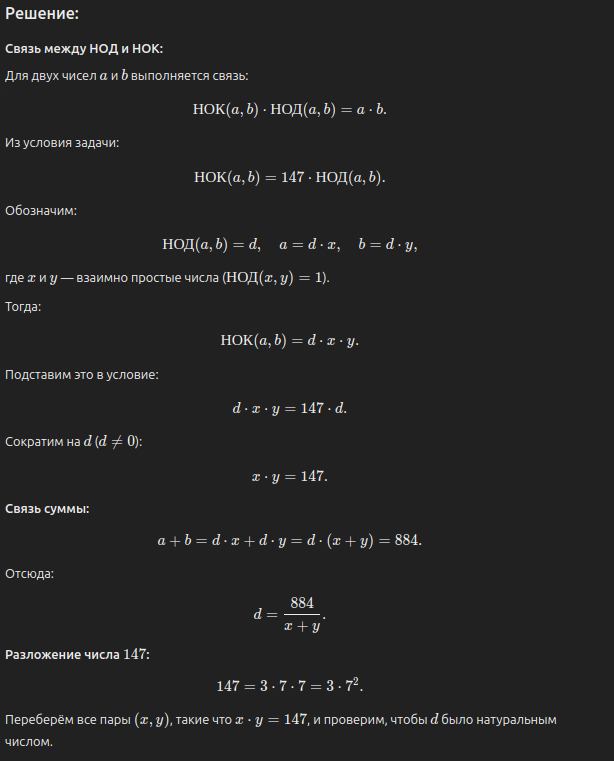 Решение:
Связь между НОД и НОК:
Для двух чисел a и b выполняется связь:
НОК(a, b) · НОД(a, b) = a · b.
Из условия задачи:
НОК(a, b) = 147 · НОД(a, b).
Обозначим:
НОД(a, b) = d, a = d · x, b = d · y,
где x и y — взаимно простые числа (НОД(x, y) = 1).
Тогда:
НОК(a, b) = d · x · y.
Подставим это в условие:
d · x · y = 147 · d.
Сократим на d (d ≠ 0):
x · y = 147.
Связь суммы:
a + b = d · x + d · y = d · (x + y) = 884.
Отсюда:
d = 884 / (x + y).
Разложение числа 147:
147 = 3 · 7 · 7 = 3 · 7².
Переберём все пары (x, y), такие что x · y = 147, и проверим, чтобы d было натуральным
числом.